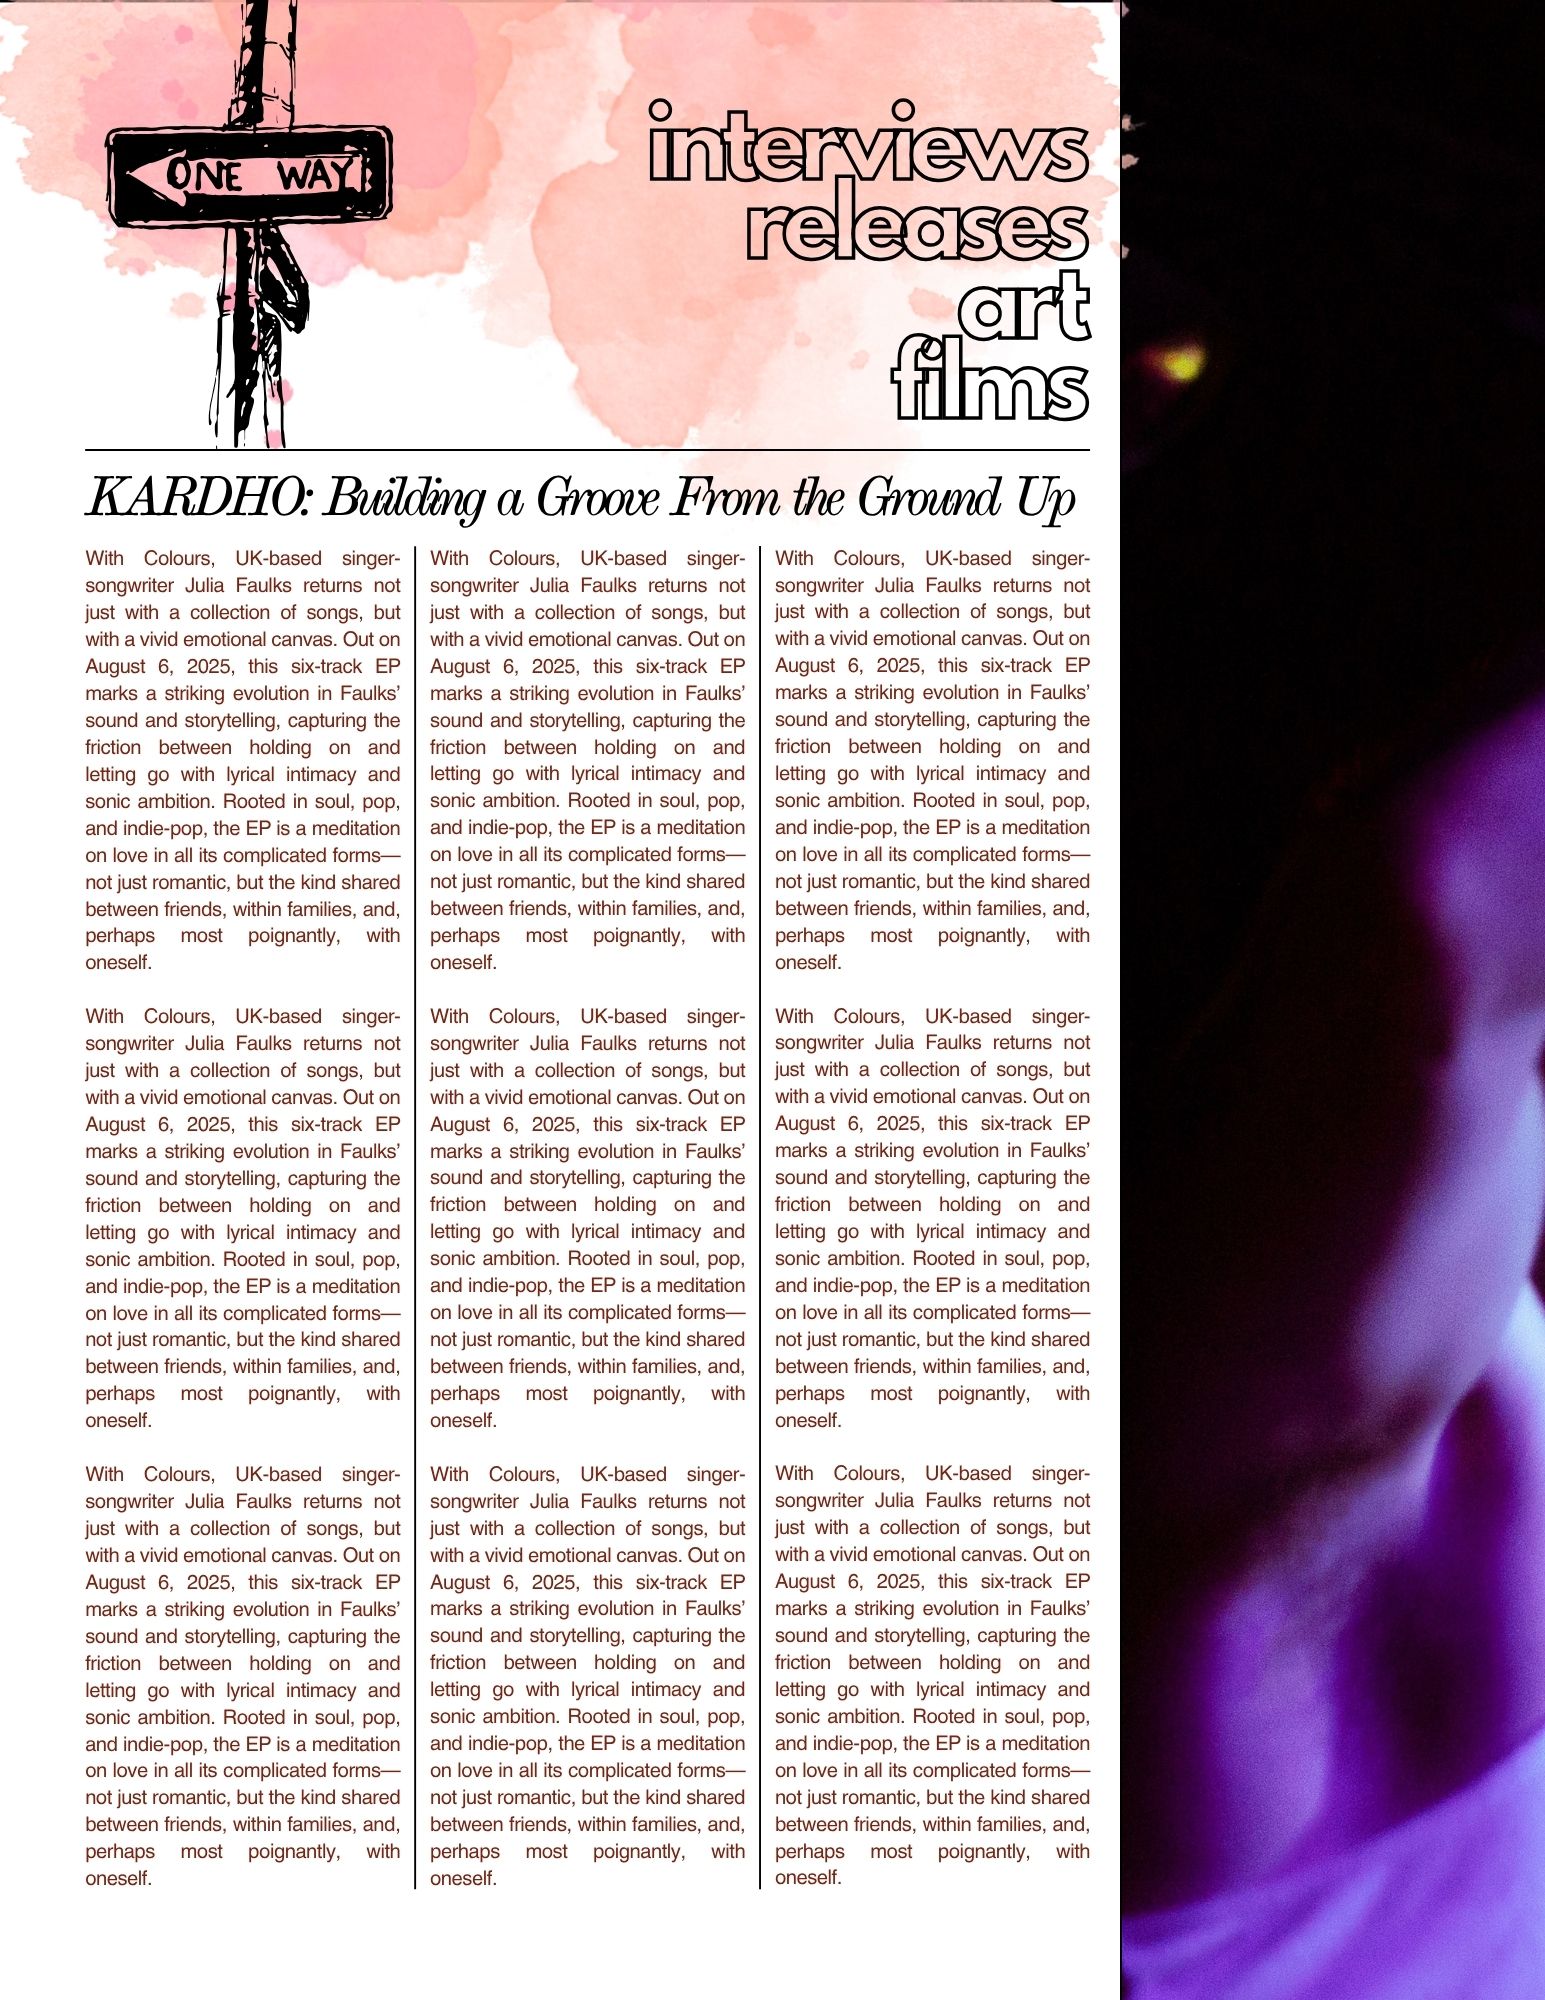 ONE WAY
interviews
releases
art
films
KARDHO: Building a Groove From the Ground Up
With Colours, UK-based singer-
songwriter Julia Faulks returns not
just with a collection of songs, but
with a vivid emotional canvas. Out on
August 6, 2025, this six-track EP
marks a striking evolution in Faulks’
sound and storytelling, capturing the
friction between holding on and
letting go with lyrical intimacy and
sonic ambition. Rooted in soul, pop,
and indie-pop, the EP is a meditation
on love in all its complicated forms—
not just romantic, but the kind shared
between friends, within families, and,
perhaps most poignantly, with
oneself.
With Colours, UK-based singer-
songwriter Julia Faulks returns not
just with a collection of songs, but
with a vivid emotional canvas. Out on
August 6, 2025, this six-track EP
marks a striking evolution in Faulks’
sound and storytelling, capturing the
friction between holding on and
letting go with lyrical intimacy and
sonic ambition. Rooted in soul, pop,
and indie-pop, the EP is a meditation
on love in all its complicated forms—
not just romantic, but the kind shared
between friends, within families, and,
perhaps most poignantly, with
oneself.
With Colours, UK-based singer-
songwriter Julia Faulks returns not
just with a collection of songs, but
with a vivid emotional canvas. Out on
August 6, 2025, this six-track EP
marks a striking evolution in Faulks’
sound and storytelling, capturing the
friction between holding on and
letting go with lyrical intimacy and
sonic ambition. Rooted in soul, pop,
and indie-pop, the EP is a meditation
on love in all its complicated forms—
not just romantic, but the kind shared
between friends, within families, and,
perhaps most poignantly, with
oneself.
With Colours, UK-based singer-
songwriter Julia Faulks returns not
just with a collection of songs, but
with a vivid emotional canvas. Out on
August 6, 2025, this six-track EP
marks a striking evolution in Faulks’
sound and storytelling, capturing the
friction between holding on and
letting go with lyrical intimacy and
sonic ambition. Rooted in soul, pop,
and indie-pop, the EP is a meditation
on love in all its complicated forms—
not just romantic, but the kind shared
between friends, within families, and,
perhaps most poignantly, with
oneself.
With Colours, UK-based singer-
songwriter Julia Faulks returns not
just with a collection of songs, but
with a vivid emotional canvas. Out on
August 6, 2025, this six-track EP
marks a striking evolution in Faulks’
sound and storytelling, capturing the
friction between holding on and
letting go with lyrical intimacy and
sonic ambition. Rooted in soul, pop,
and indie-pop, the EP is a meditation
on love in all its complicated forms—
not just romantic, but the kind shared
between friends, within families, and,
perhaps most poignantly, with
oneself.
With Colours, UK-based singer-
songwriter Julia Faulks returns not
just with a collection of songs, but
with a vivid emotional canvas. Out on
August 6, 2025, this six-track EP
marks a striking evolution in Faulks’
sound and storytelling, capturing the
friction between holding on and
letting go with lyrical intimacy and
sonic ambition. Rooted in soul, pop,
and indie-pop, the EP is a meditation
on love in all its complicated forms—
not just romantic, but the kind shared
between friends, within families, and,
perhaps most poignantly, with
oneself.
With Colours, UK-based singer-
songwriter Julia Faulks returns not
just with a collection of songs, but
with a vivid emotional canvas. Out on
August 6, 2025, this six-track EP
marks a striking evolution in Faulks’
sound and storytelling, capturing the
friction between holding on and
letting go with lyrical intimacy and
sonic ambition. Rooted in soul, pop,
and indie-pop, the EP is a meditation
on love in all its complicated forms—
not just romantic, but the kind shared
between friends, within families, and,
perhaps most poignantly, with
oneself.
With Colours, UK-based singer-
songwriter Julia Faulks returns not
just with a collection of songs, but
with a vivid emotional canvas. Out on
August 6, 2025, this six-track EP
marks a striking evolution in Faulks’
sound and storytelling, capturing the
friction between holding on and
letting go with lyrical intimacy and
sonic ambition. Rooted in soul, pop,
and indie-pop, the EP is a meditation
on love in all its complicated forms—
not just romantic, but the kind shared
between friends, within families, and,
perhaps most poignantly, with
oneself.
With Colours, UK-based singer-
songwriter Julia Faulks returns not
just with a collection of songs, but
with a vivid emotional canvas. Out on
August 6, 2025, this six-track EP
marks a striking evolution in Faulks’
sound and storytelling, capturing the
friction between holding on and
letting go with lyrical intimacy and
sonic ambition. Rooted in soul, pop,
and indie-pop, the EP is a meditation
on love in all its complicated forms—
not just romantic, but the kind shared
between friends, within families, and,
perhaps most poignantly, with
oneself.